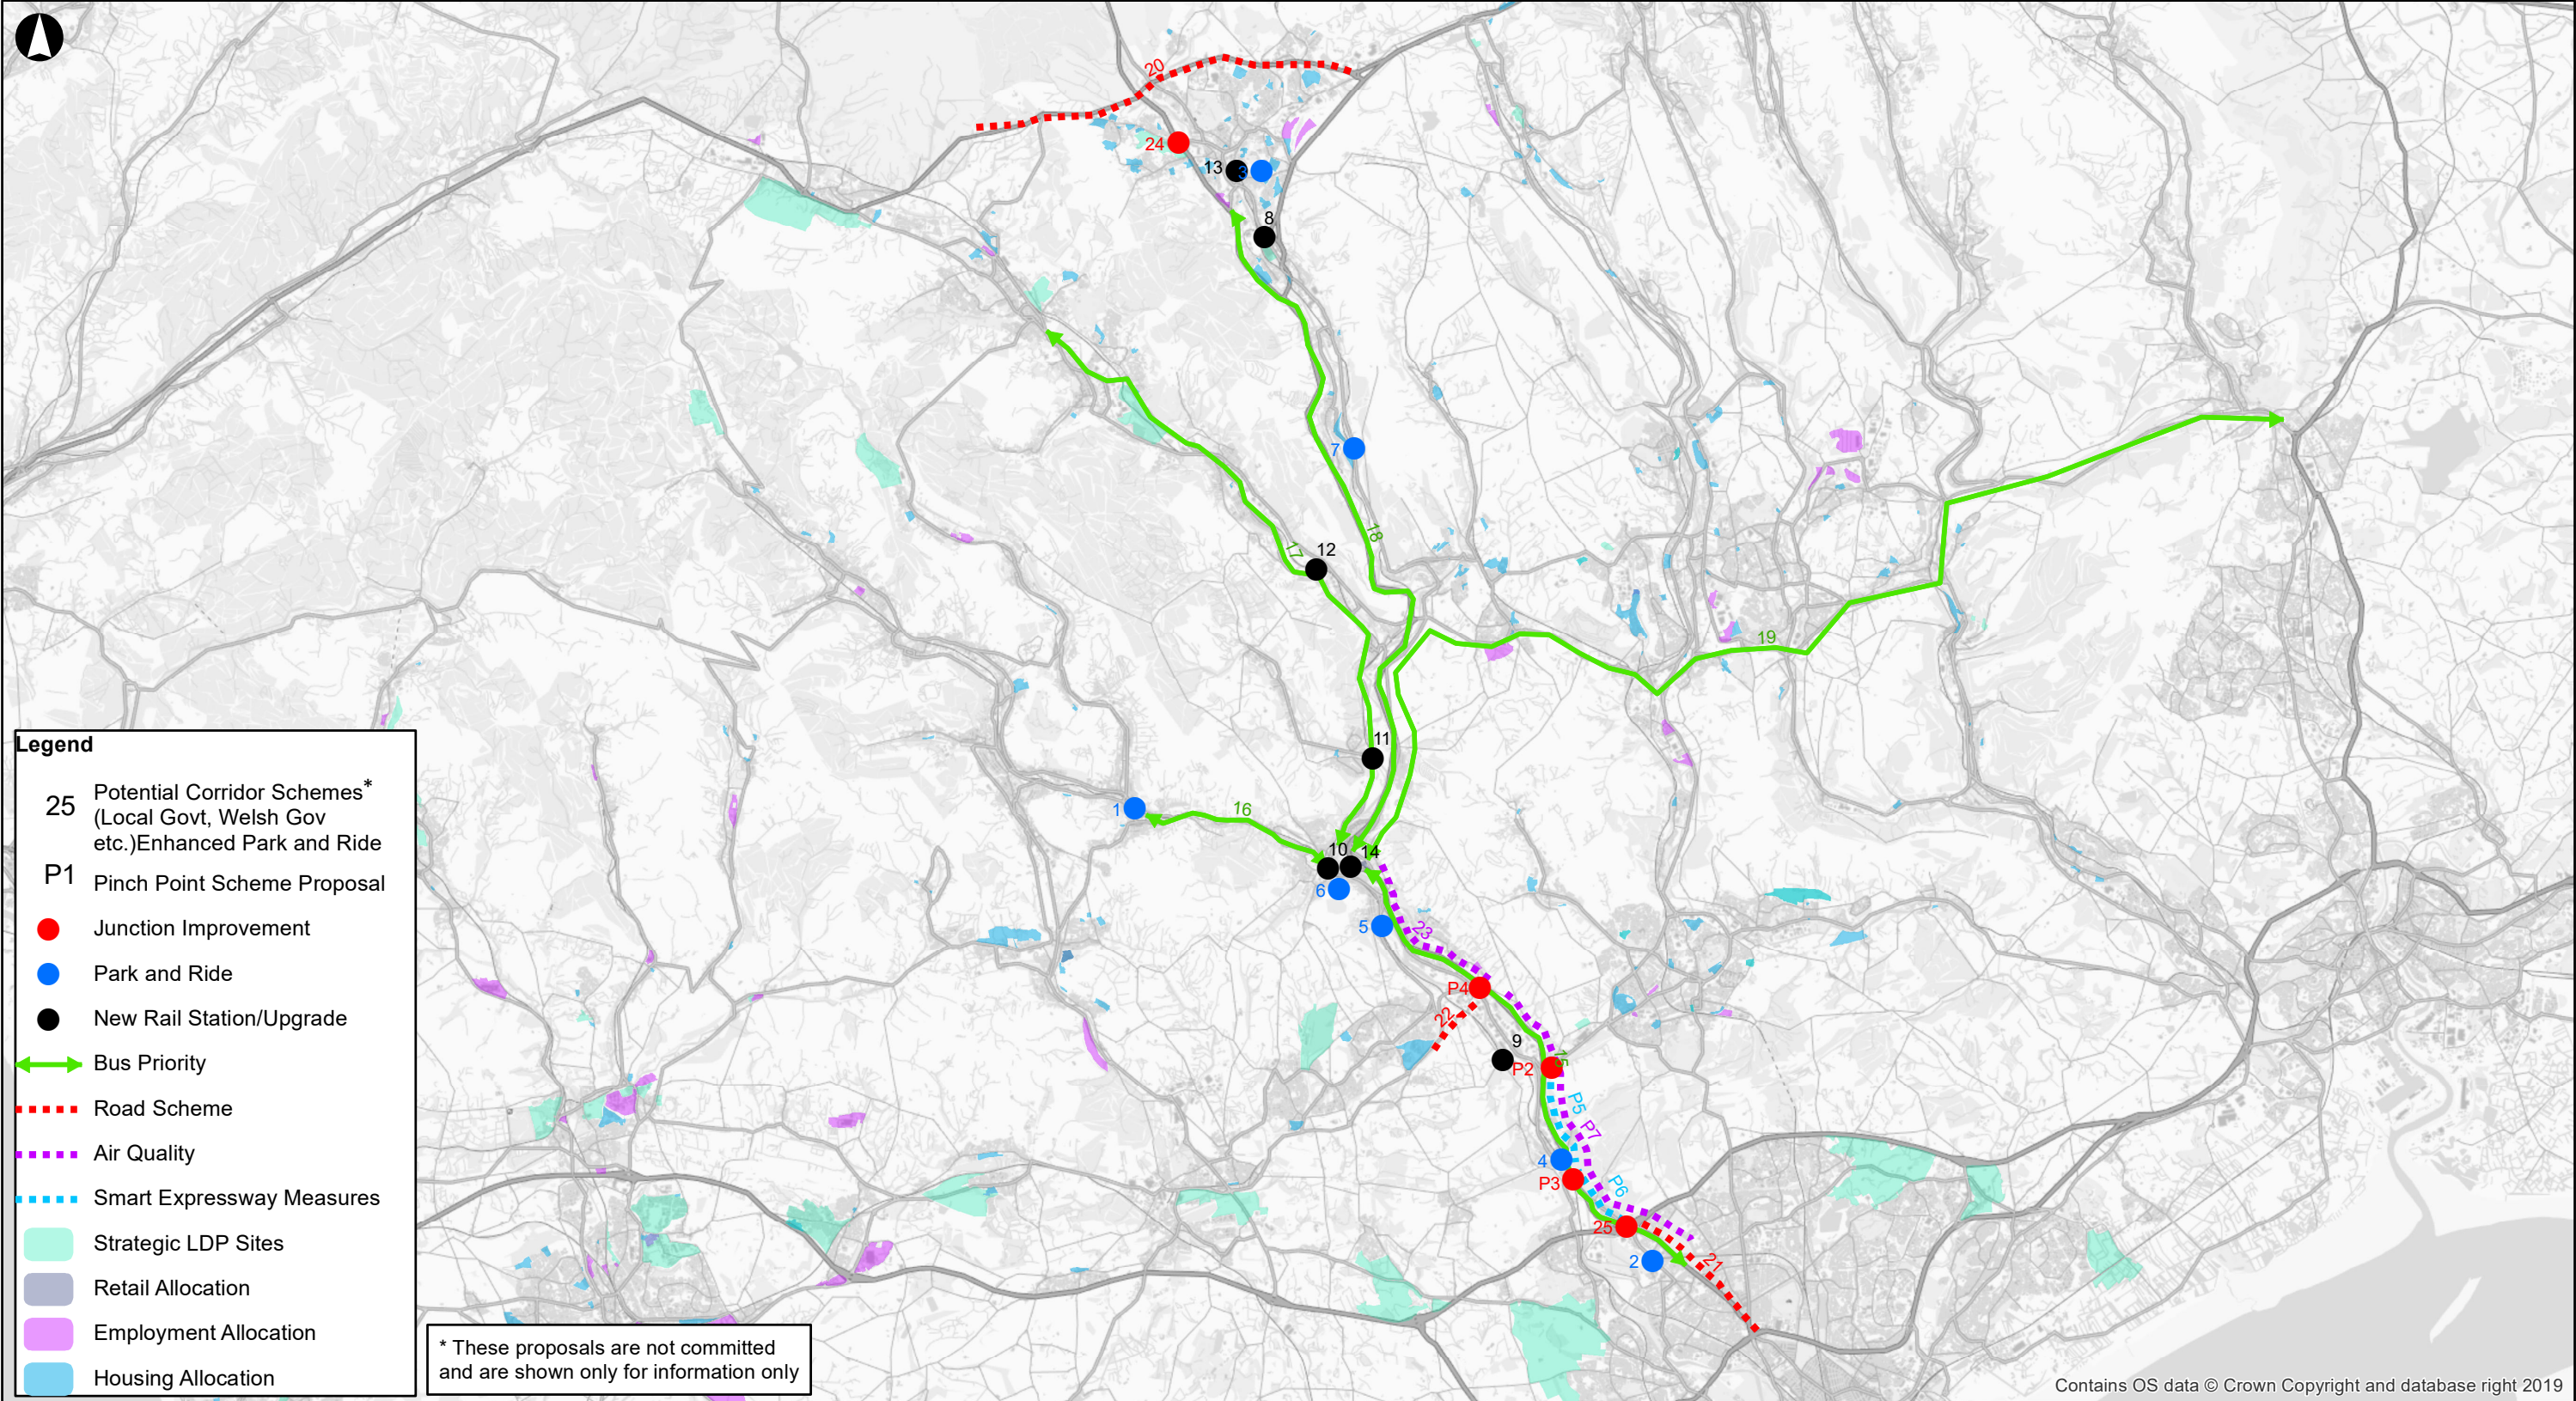 20
24
13
3
8
7
18
17
12
19
11
1
16
10
14
6
5
23
P4
22
9
P2
15
P5
P7
4
P3
P6
25
2
21
Legend
25
Potential Corridor Schemes*
(Local Govt, Welsh Gov
etc.)Enhanced Park and Ride
P1
Pinch Point Scheme Proposal
Junction Improvement
Park and Ride
New Rail Station/Upgrade
Bus Priority
Road Scheme
Air Quality
Smart Expressway Measures
Strategic LDP Sites
Retail Allocation
Employment Allocation
Housing Allocation
* These proposals are not committed
and are shown only for information only
Contains OS data © Crown Copyright and database right 2019